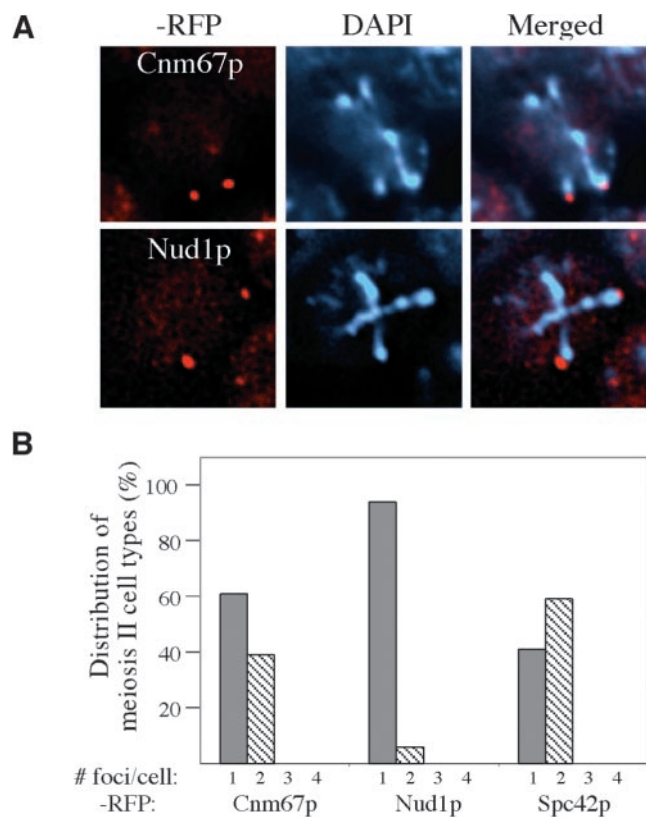 A
-RFP DAPI Merged
Cnm67p
Nud1p
B
Distribution of
meiosis II cell types (%)
100
80
60
40
20
# foci/cell: 1 2 3 4 1 2 3 4 1 2 3 4
-RFP: Cnm67p Nud1p Spc42p